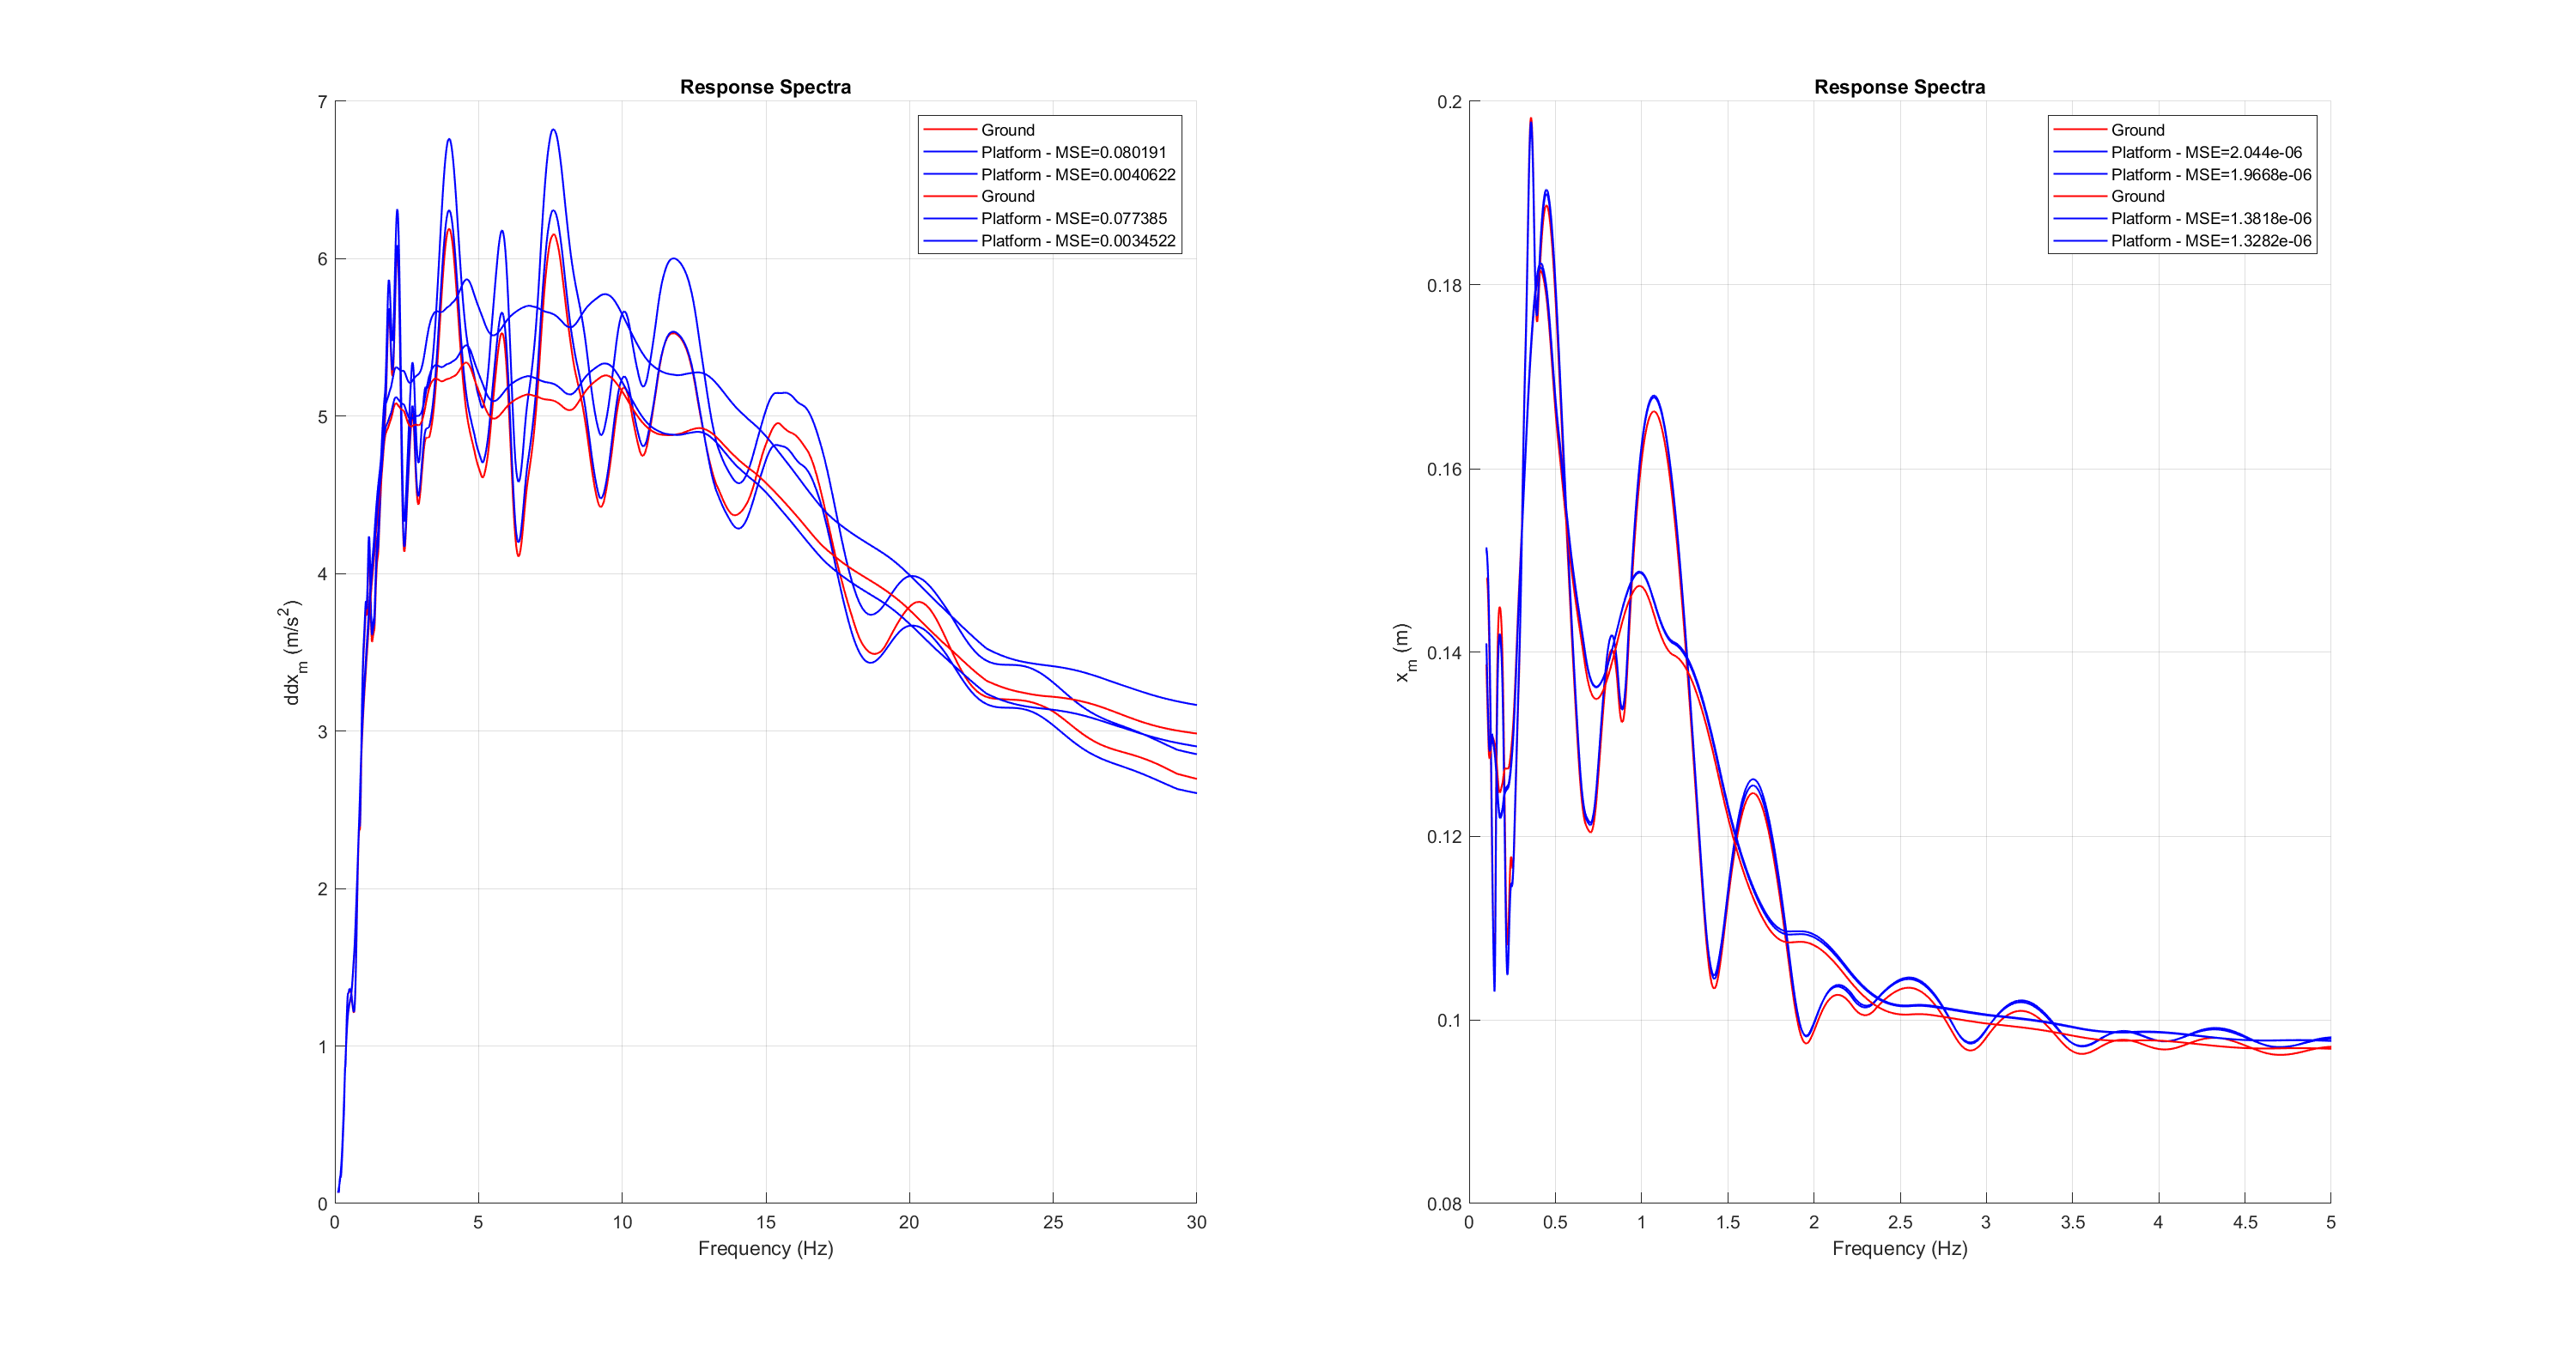 Response Spectra
7
6
5
4
3
2
1
0
ddx_m (m/s^2)
0 5 10 15 20 25 30
Frequency (Hz)
Ground
Platform - MSE=0.080191
Platform - MSE=0.0040622
Ground
Platform - MSE=0.077385
Platform - MSE=0.0034522
Response Spectra
0.2
0.18
0.16
0.14
0.12
0.1
0.08
x_m (m)
0 0.5 1 1.5 2 2.5 3 3.5 4 4.5 5
Frequency (Hz)
Ground
Platform - MSE=2.044e-06
Platform - MSE=1.9668e-06
Ground
Platform - MSE=1.3818e-06
Platform - MSE=1.3282e-06